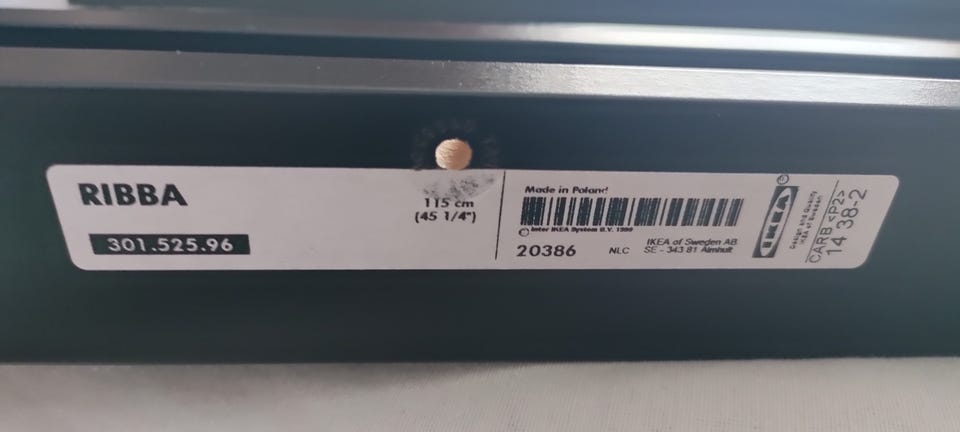 RIBBA
301.525.96
115 cm
(45 1/4")
Made in Poland
© Inter IKEA System B.V. 1999
20386
NLC
IKEA of Sweden AB
SE - 343 81 Älmhult
IKEA
Design and Quality
IKEA of Sweden
CARB <P2>
14 38-2